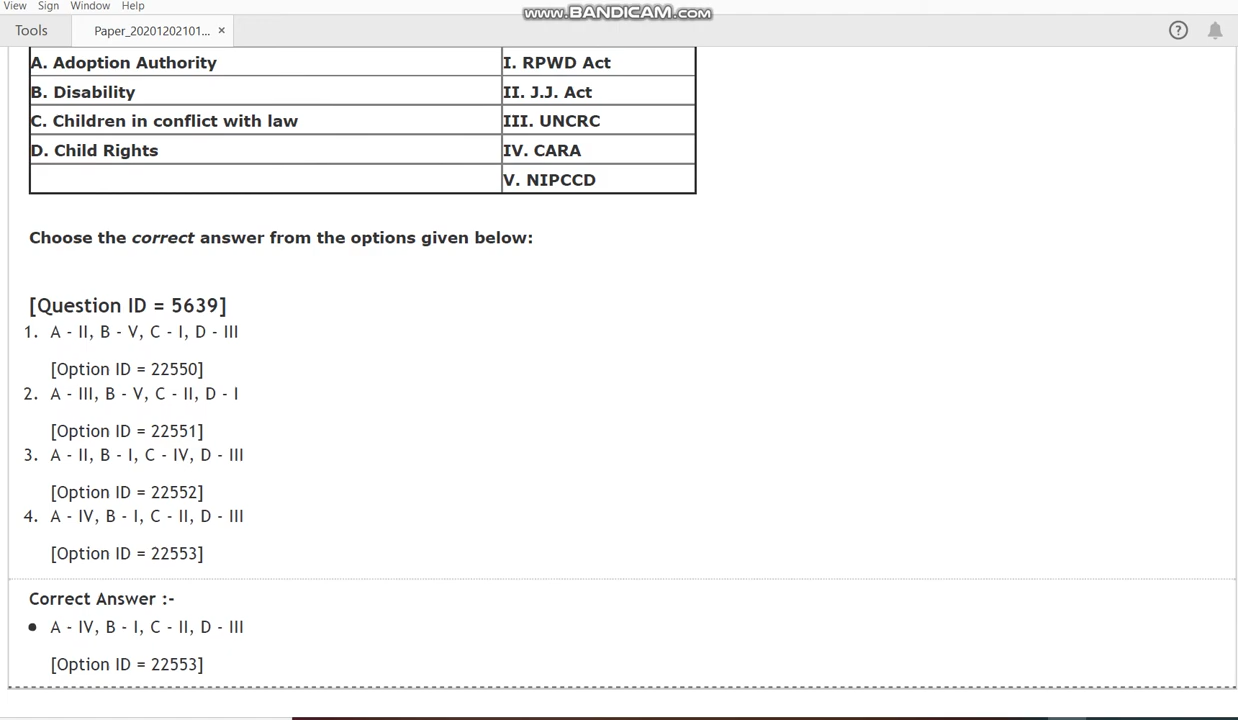 View Sign Window Help
www.BANDICAM.COM
Tools Paper_20201202101... ×
?
A. Adoption Authority I. RPWD Act
B. Disability II. J.J. Act
C. Children in conflict with law III. UNCRC
D. Child Rights IV. CARA
V. NIPCCD
Choose the correct answer from the options given below:
[Question ID = 5639]
1. A - II, B - V, C - I, D - III
[Option ID = 22550]
2. A - III, B - V, C - II, D - I
[Option ID = 22551]
3. A - II, B - I, C - IV, D - III
[Option ID = 22552]
4. A - IV, B - I, C - II, D - III
[Option ID = 22553]
Correct Answer :-
● A - IV, B - I, C - II, D - III
[Option ID = 22553]